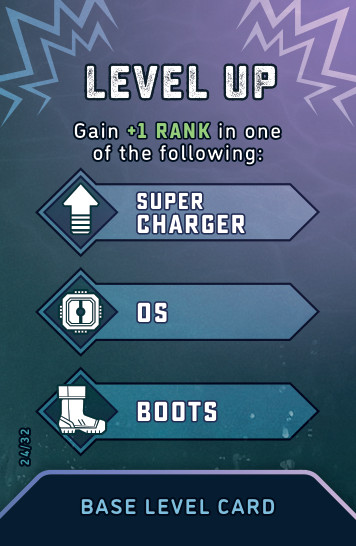 LEVEL UP
Gain +1 RANK in one
of the following:
SUPER
CHARGER
OS
BOOTS
24/32
BASE LEVEL CARD